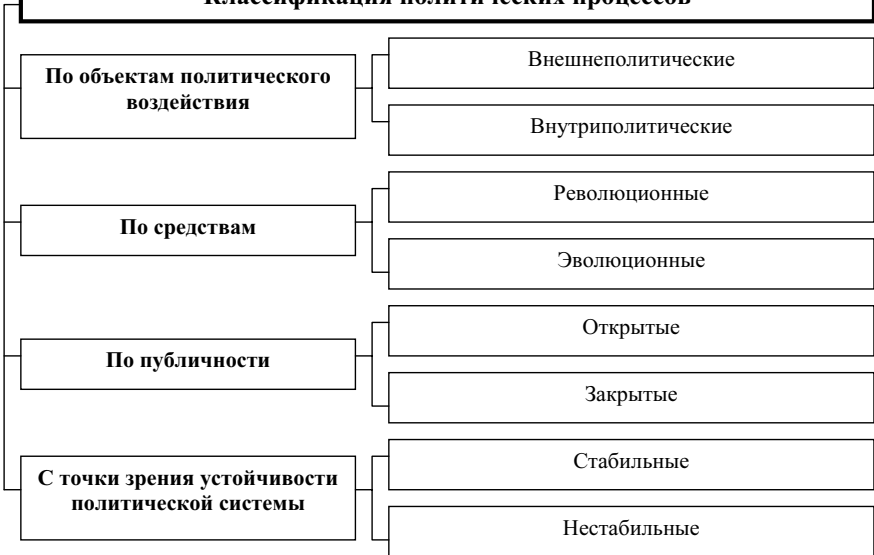 Классификация политических процессов
По объектам политического
воздействия
Внешнеполитические
Внутриполитические
По средствам
Революционные
Эволюционные
По публичности
Открытые
Закрытые
С точки зрения устойчивости
политической системы
Стабильные
Нестабильные